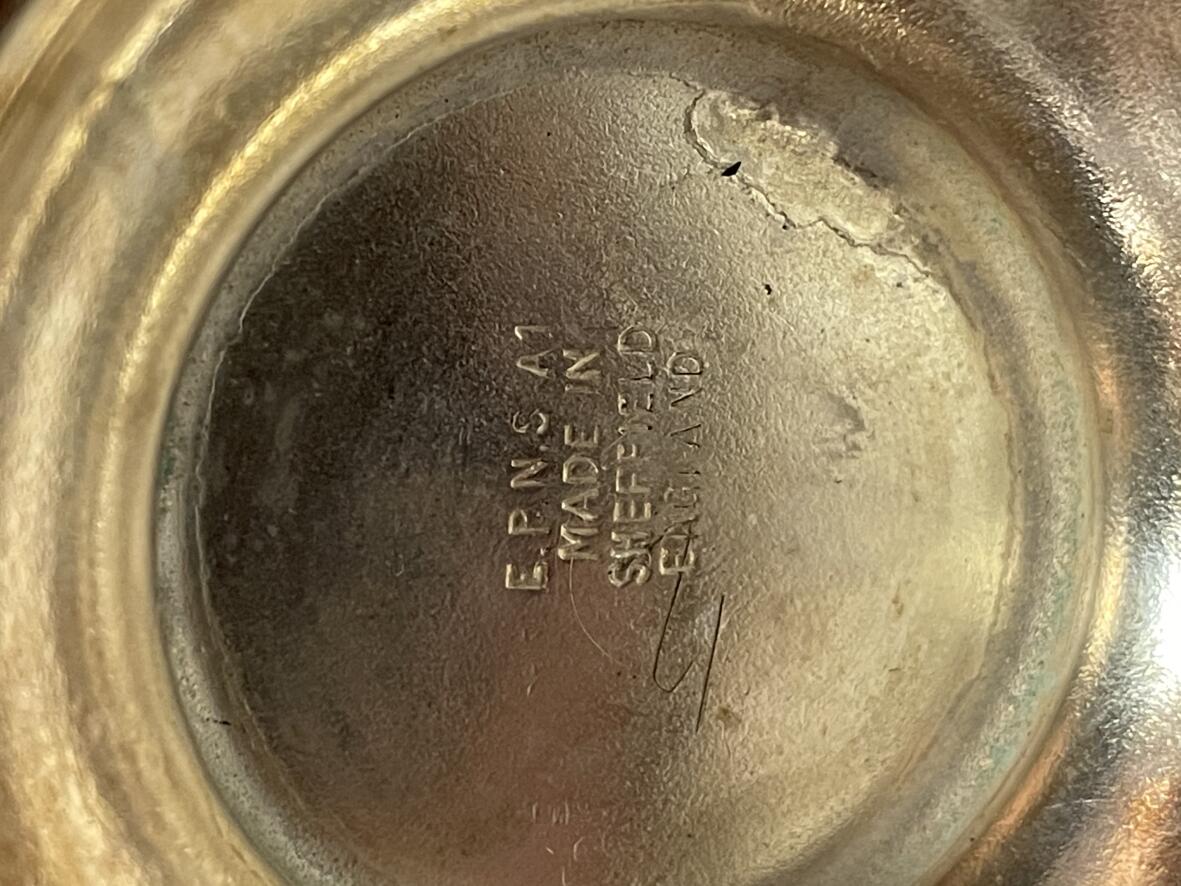 E.P.N.S A1
MADE IN
SHEFFIELD
ENGLAND